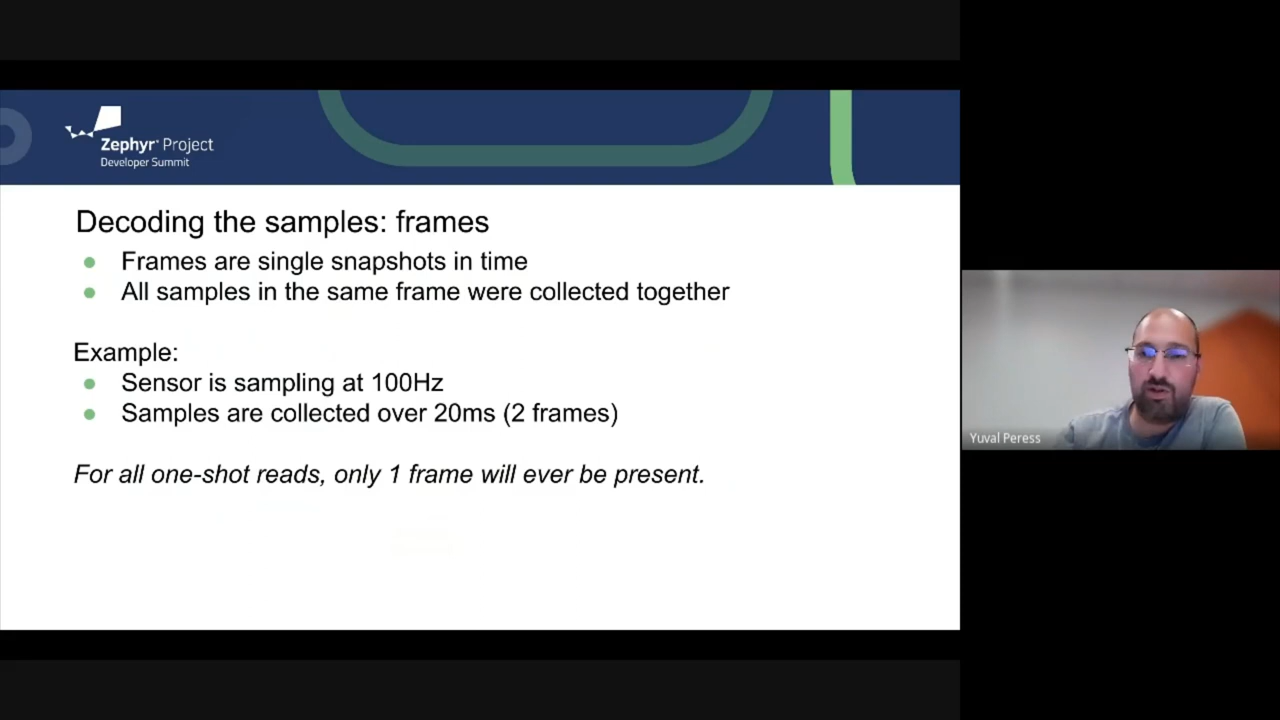 Zephyr® Project
Developer Summit
Decoding the samples: frames
● Frames are single snapshots in time
● All samples in the same frame were collected together
Example:
● Sensor is sampling at 100Hz
● Samples are collected over 20ms (2 frames)
For all one-shot reads, only 1 frame will ever be present.
Yuval Peress